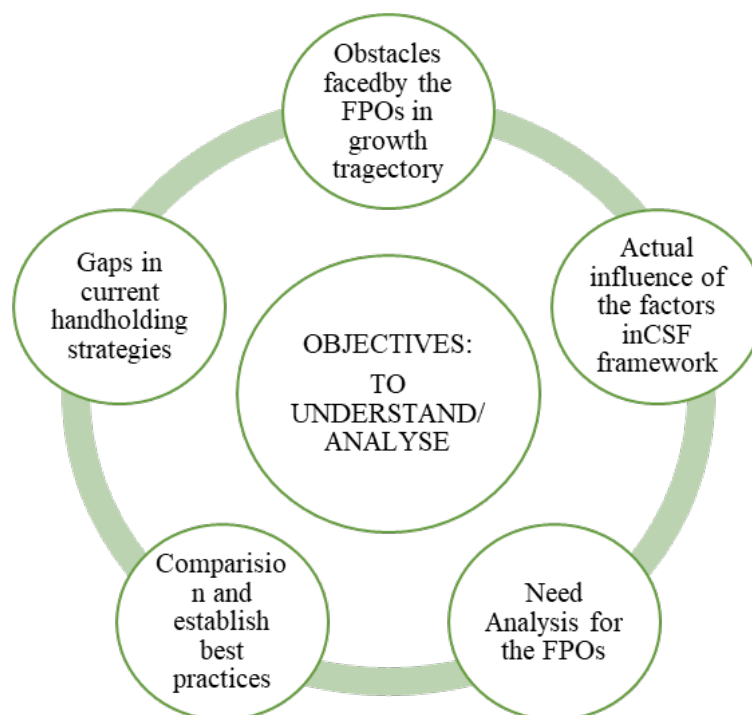 Obstacles
facedby the
FPOs in
growth
tragectory
Gaps in
current
handholding
strategies
Actual
influence of
the factors
inCSF
framework
OBJECTIVES:
TO
UNDERSTAND/
ANALYSE
Comparisio
n and
establish
best
practices
Need
Analysis for
the FPOs